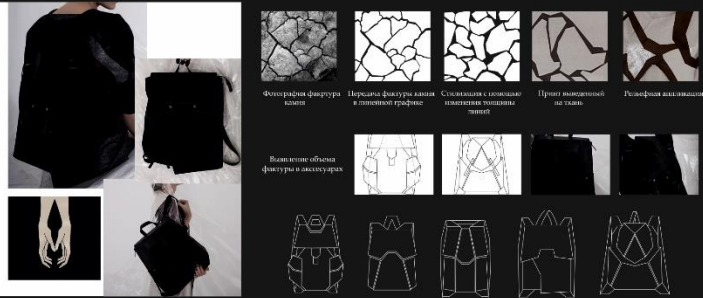 Фотография фактура
камня
Передача фактуры камня
в линейной графике
Стилизация с помощью
изменения толщины
линий
Принт выведенный
на ткань
Рельефная аппликация
Выявление объема
фактуры в аксессуарах